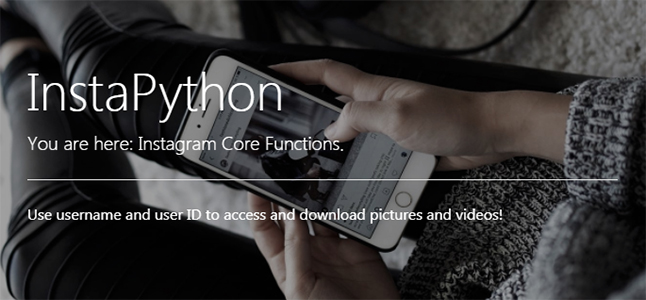 InstaPython
You are here: Instagram Core Functions.
Use username and user ID to access and download pictures and videos!